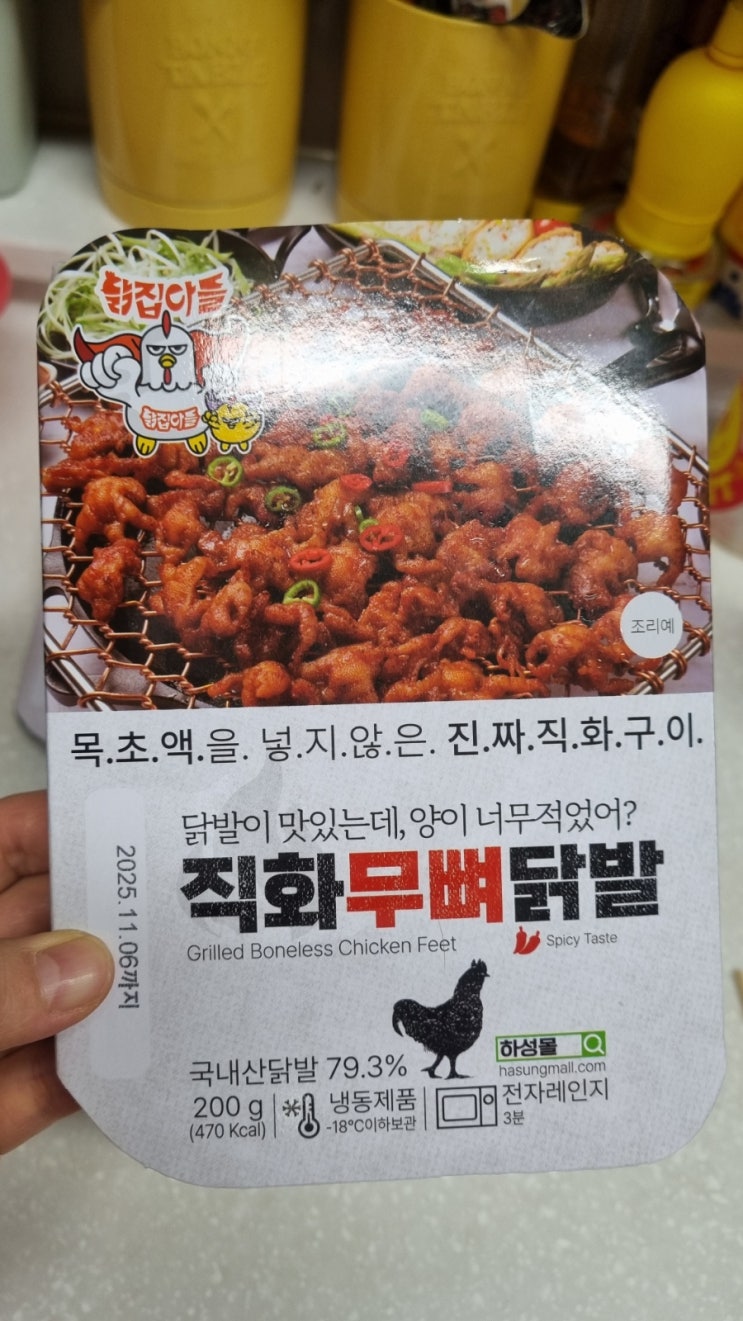 닭집아들
닭집아들
조리예
목.초.액.을. 넣.지.않.은. 진.짜.직.화.구.이.
닭발이 맛있는데, 양이 너무적었어?
직화무뼈닭발
Grilled Boneless Chicken Feet
Spicy Taste
2025.11.06까지
하성몰
hasungmall.com
국내산닭발 79.3%
200 g
(470 Kcal)
냉동제품
-18°C이하보관
전자레인지
3분